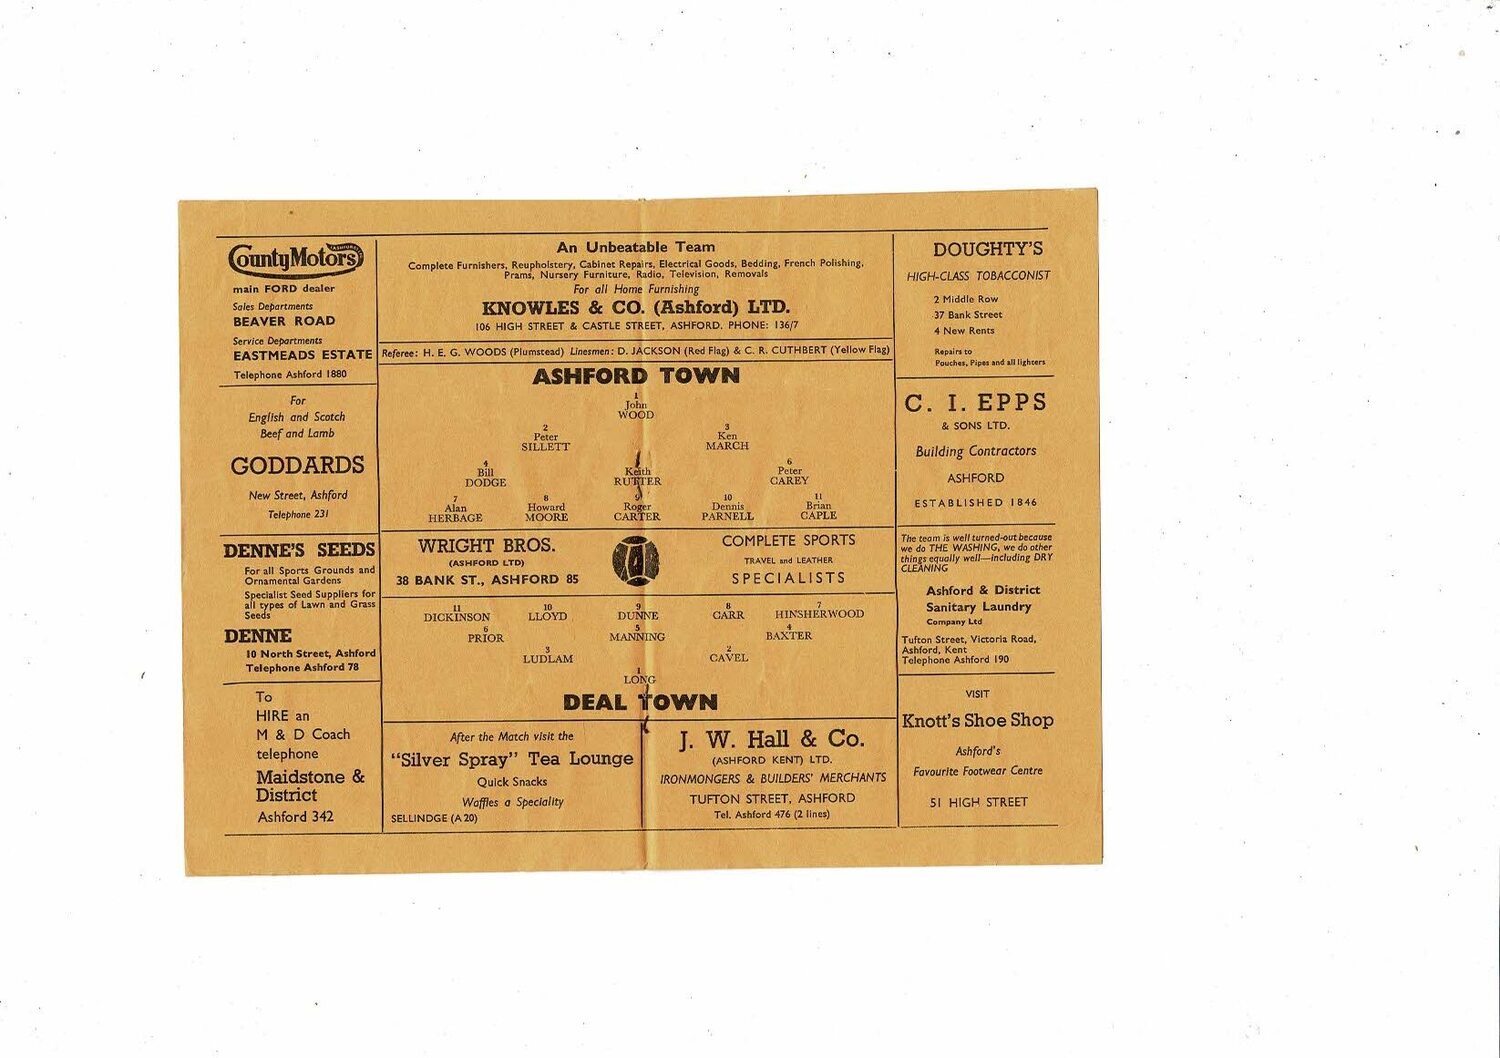 County Motors
(ASHFORD)
main FORD dealer
Sales Departments
BEAVER ROAD
Service Departments
EASTMEADS ESTATE
Telephone Ashford 1880
For
English and Scotch
Beef and Lamb
GODDARDS
New Street, Ashford
Telephone 231
DENNE'S SEEDS
For all Sports Grounds and
Ornamental Gardens
Specialist Seed Suppliers for
all types of Lawn and Grass
Seeds
DENNE
10 North Street, Ashford
Telephone Ashford 78
To
HIRE an
M & D Coach
telephone
Maidstone &
District
Ashford 342
An Unbeatable Team
Complete Furnishers, Reupholstery, Cabinet Repairs, Electrical Goods, Bedding, French Polishing,
Prams, Nursery Furniture, Radio, Television, Removals
For all Home Furnishing
KNOWLES & CO. (Ashford) LTD.
106 HIGH STREET & CASTLE STREET, ASHFORD. PHONE: 136/7
Referee: H. E. G. WOODS (Plumstead) Linesmen: D. JACKSON (Red Flag) & C. R. CUTHBERT (Yellow Flag)
ASHFORD TOWN
1
John
WOOD
2 3
Peter Ken
SILLETT MARCH
4 6
Bill Keith Peter
DODGE RUTTER CAREY
7 8 9 10 11
Alan Howard Roger Dennis Brian
HERBAGE MOORE CARTER PARNELL CAPLE
WRIGHT BROS.
(ASHFORD LTD)
38 BANK ST., ASHFORD 85
COMPLETE SPORTS
TRAVEL and LEATHER
SPECIALISTS
11 10 9 8 7
DICKINSON LLOYD DUNNE CARR HINSHERWOOD
6 5 4
PRIOR MANNING BAXTER
3 2
LUDLAM CAVEL
1
LONG
DEAL TOWN
After the Match visit the
"Silver Spray" Tea Lounge
Quick Snacks
Waffles a Speciality
SELLINDGE (A 20)
J. W. Hall & Co.
(ASHFORD KENT) LTD.
IRONMONGERS & BUILDERS' MERCHANTS
TUFTON STREET, ASHFORD
Tel. Ashford 476 (2 lines)
DOUGHTY'S
HIGH-CLASS TOBACCONIST
2 Middle Row
37 Bank Street
4 New Rents
Repairs to
Pouches, Pipes and all lighters
C. I. EPPS
& SONS LTD.
Building Contractors
ASHFORD
ESTABLISHED 1846
The team is well turned-out because
we do THE WASHING, we do other
things equally well—including DRY
CLEANING
Ashford & District
Sanitary Laundry
Company Ltd
Tufton Street, Victoria Road,
Ashford, Kent
Telephone Ashford 190
VISIT
Knott's Shoe Shop
Ashford's
Favourite Footwear Centre
51 HIGH STREET